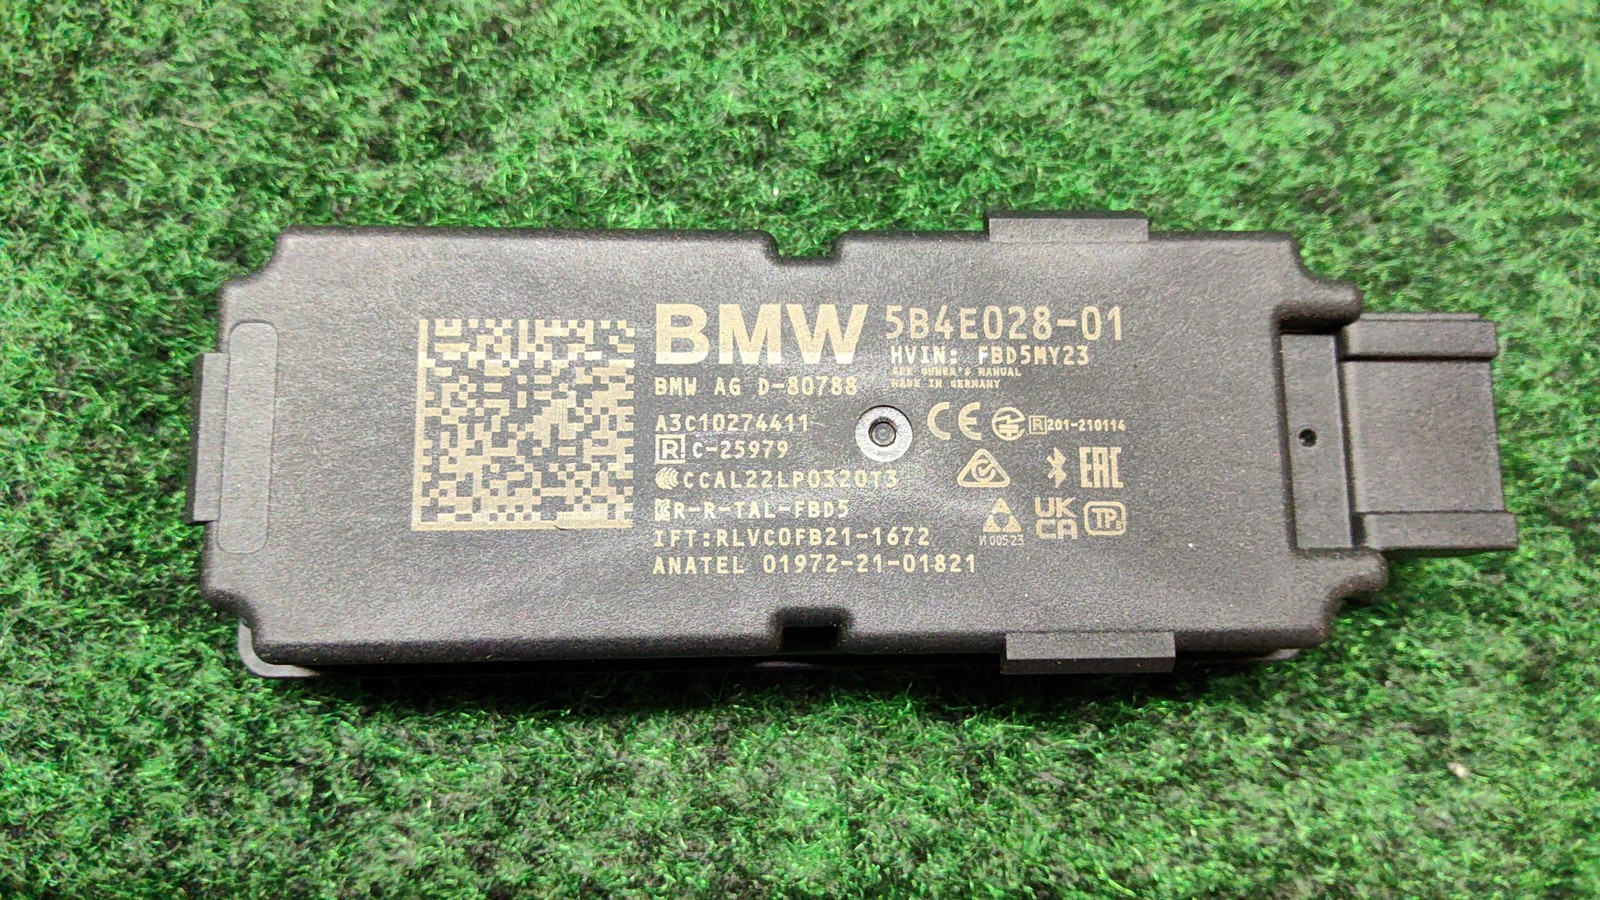 BMW 5B4E028-01
HVIN: FBD5MY23
SEE OWNER'S MANUAL
MADE IN GERMANY
BMW AG D-80788
A3C10274411
R 201-210114
R C-25979
CCAL22LP0320T3
EAC
R-R-TAL-FBD5
И 005 23
UK
CA
TP
IFT:RLVC0FB21-1672
ANATEL 01972-21-01821
CE